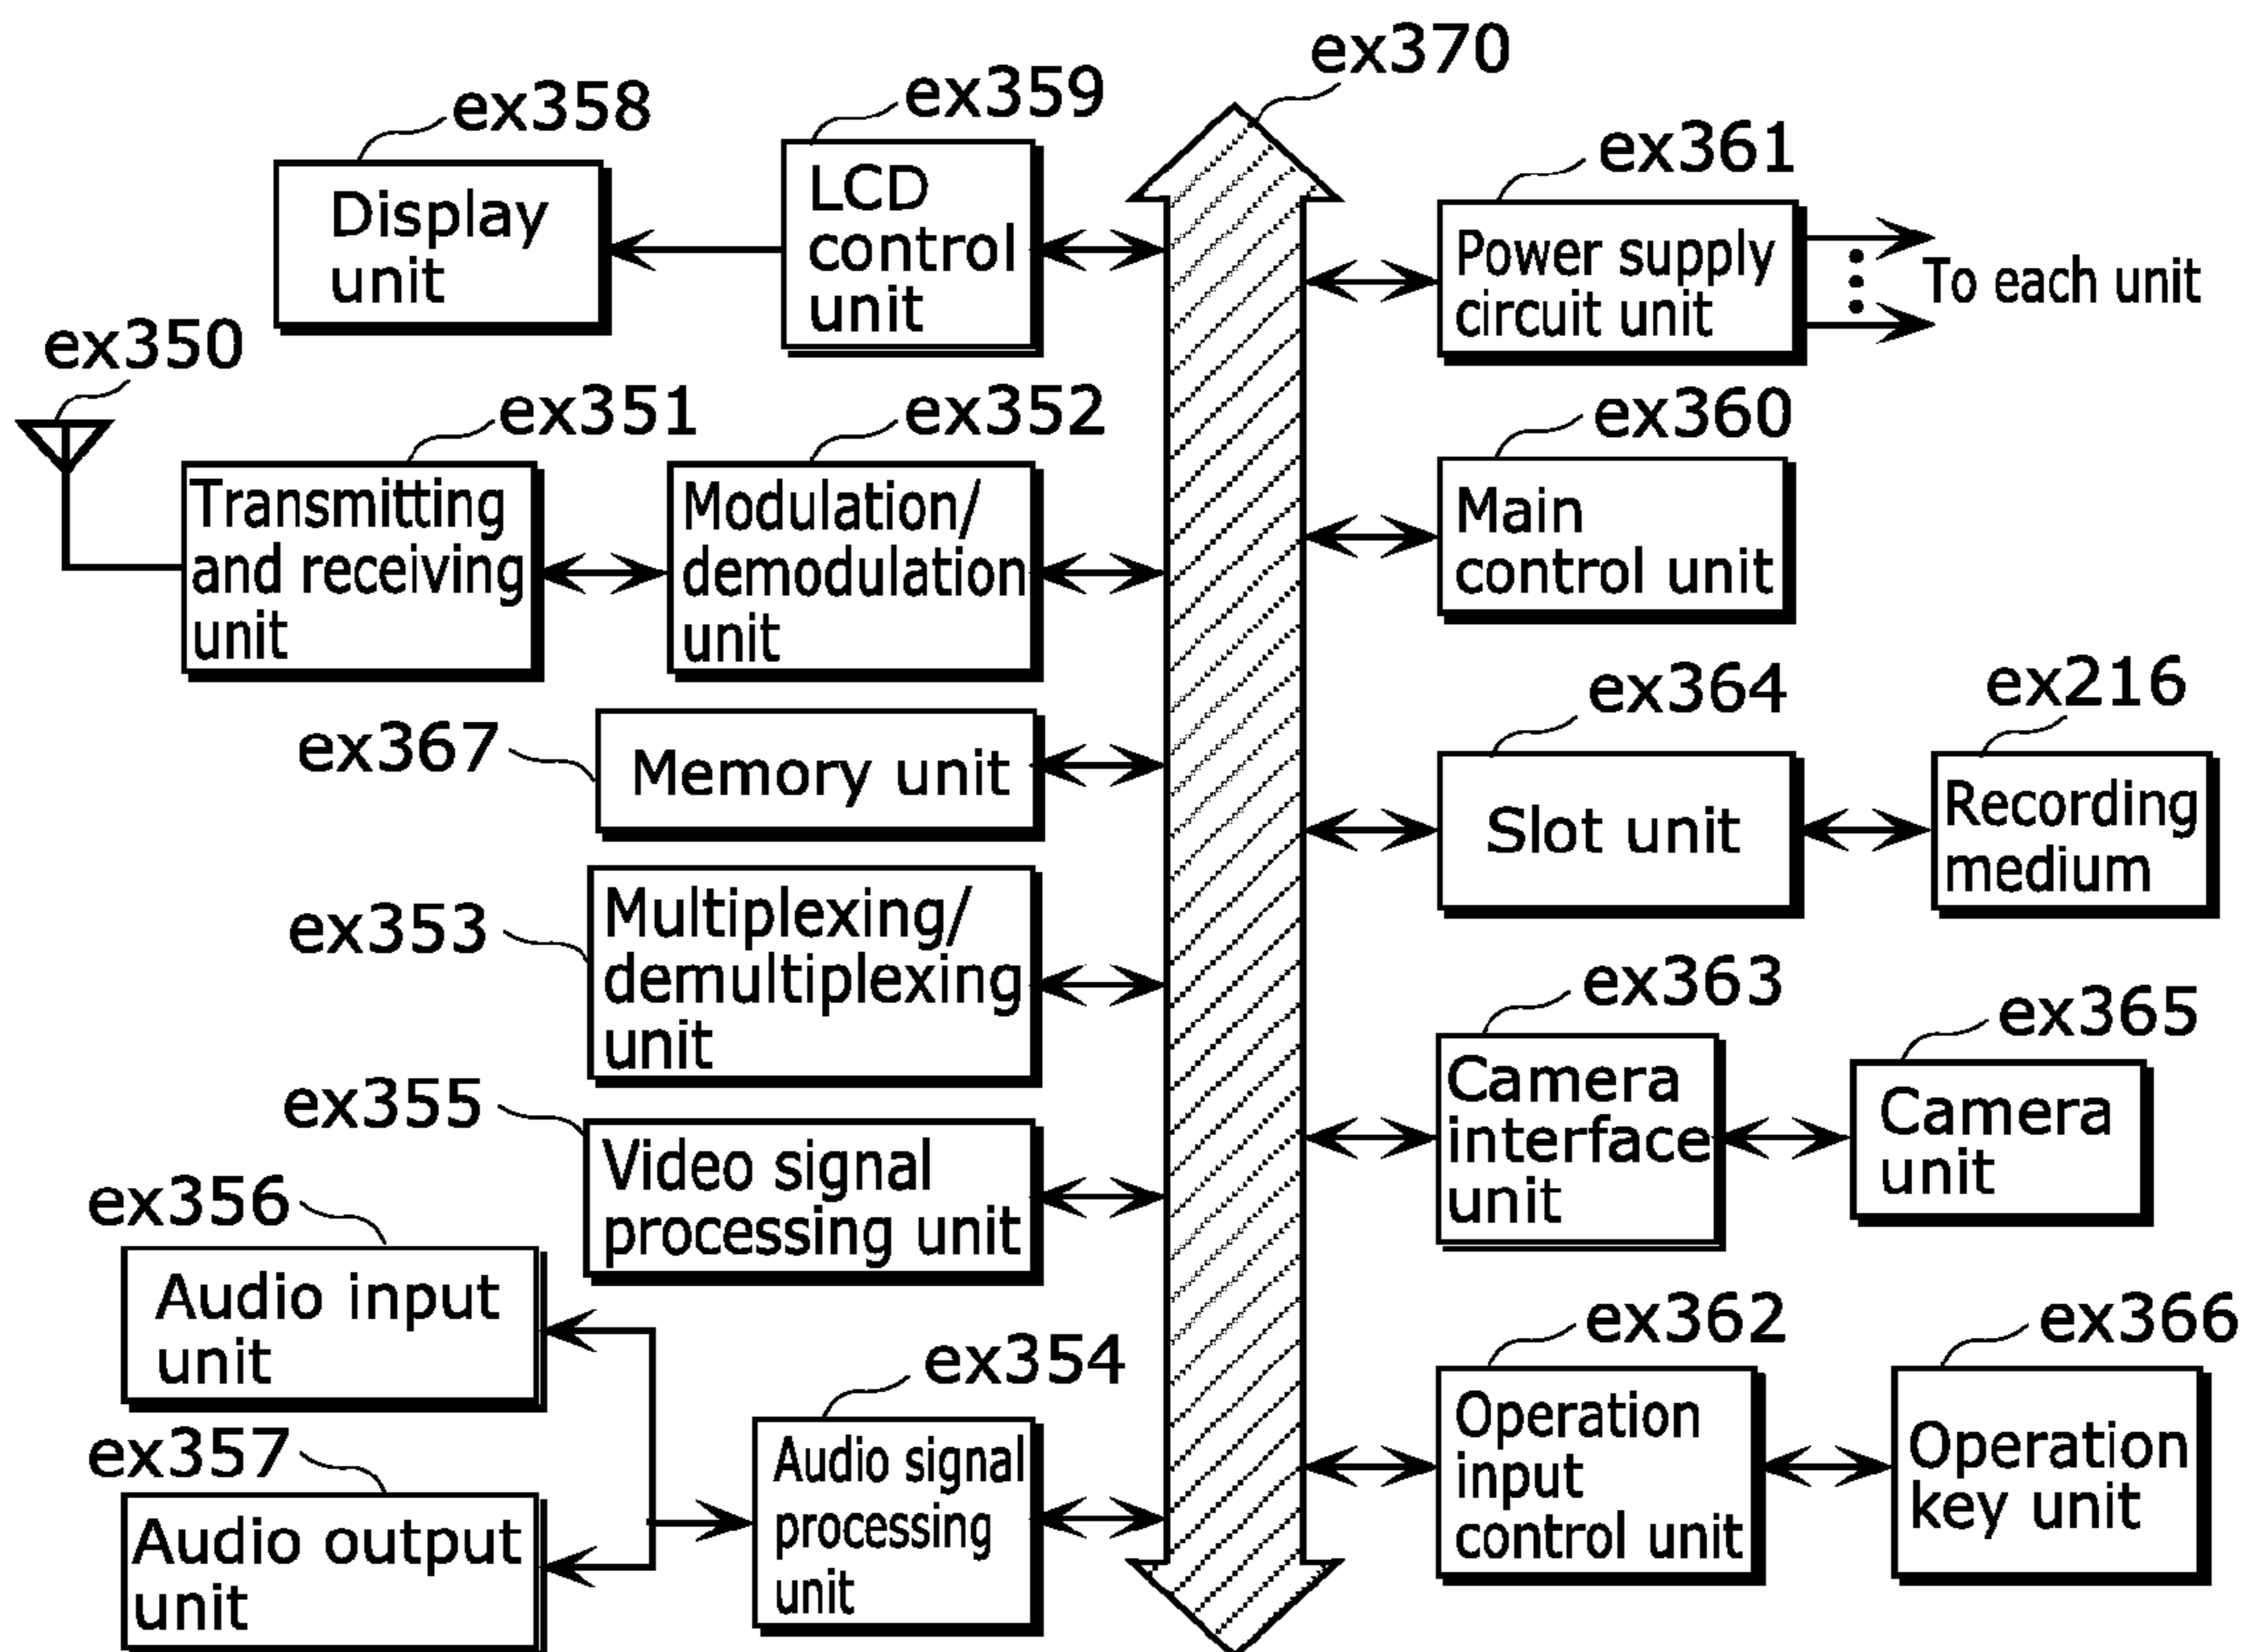 ex370
ex358
ex359
ex361
Display
unit
LCD
control
unit
Power supply
circuit unit
To each unit
ex350
ex351
ex352
ex360
Transmitting
and receiving
unit
Modulation/
demodulation
unit
Main
control unit
ex364
ex216
ex367
Memory unit
Slot unit
Recording
medium
ex353
Multiplexing/
demultiplexing
unit
ex363
ex365
Camera
interface
unit
Camera
unit
ex355
Video signal
processing unit
ex356
Audio input
unit
ex362
ex366
ex354
Operation
input
control unit
Operation
key unit
ex357
Audio output
unit
Audio signal
processing
unit